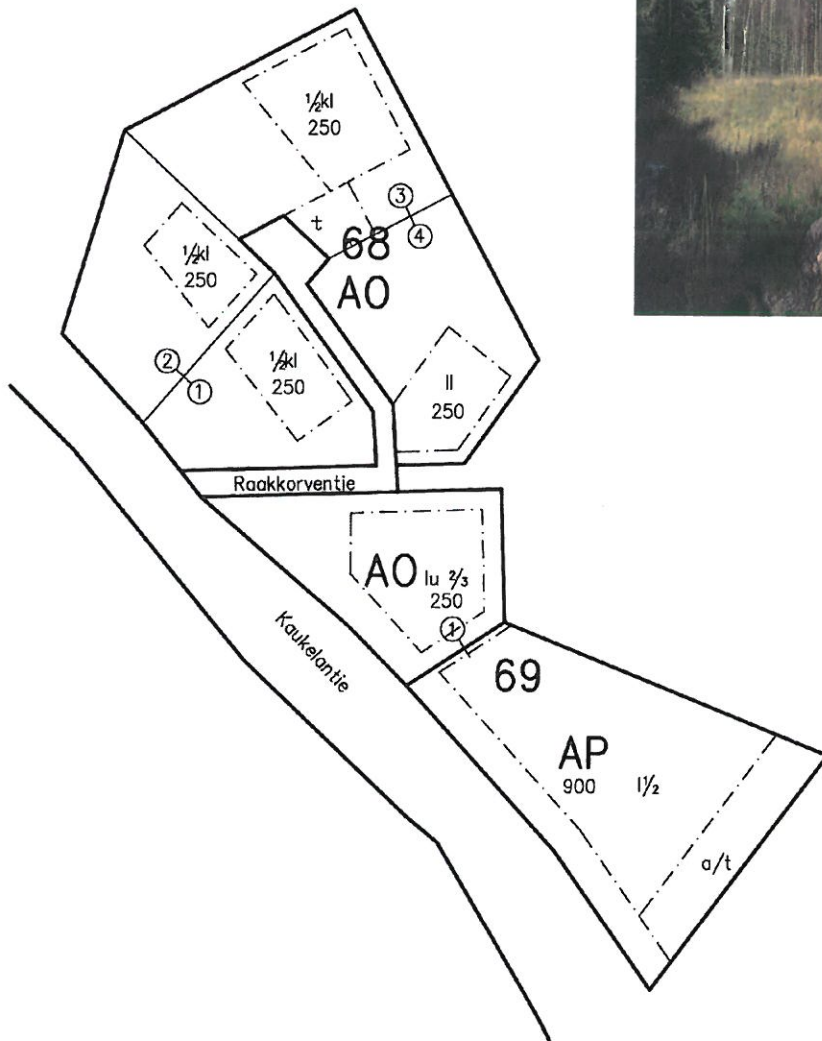 ½kl
250
t
③
④
68
AO
½kl
250
②
①
½kl
250
II
250
Raakkorventie
AO Iu ⅔
250
①
Kaukelantie
69
AP
900 I½
a/t